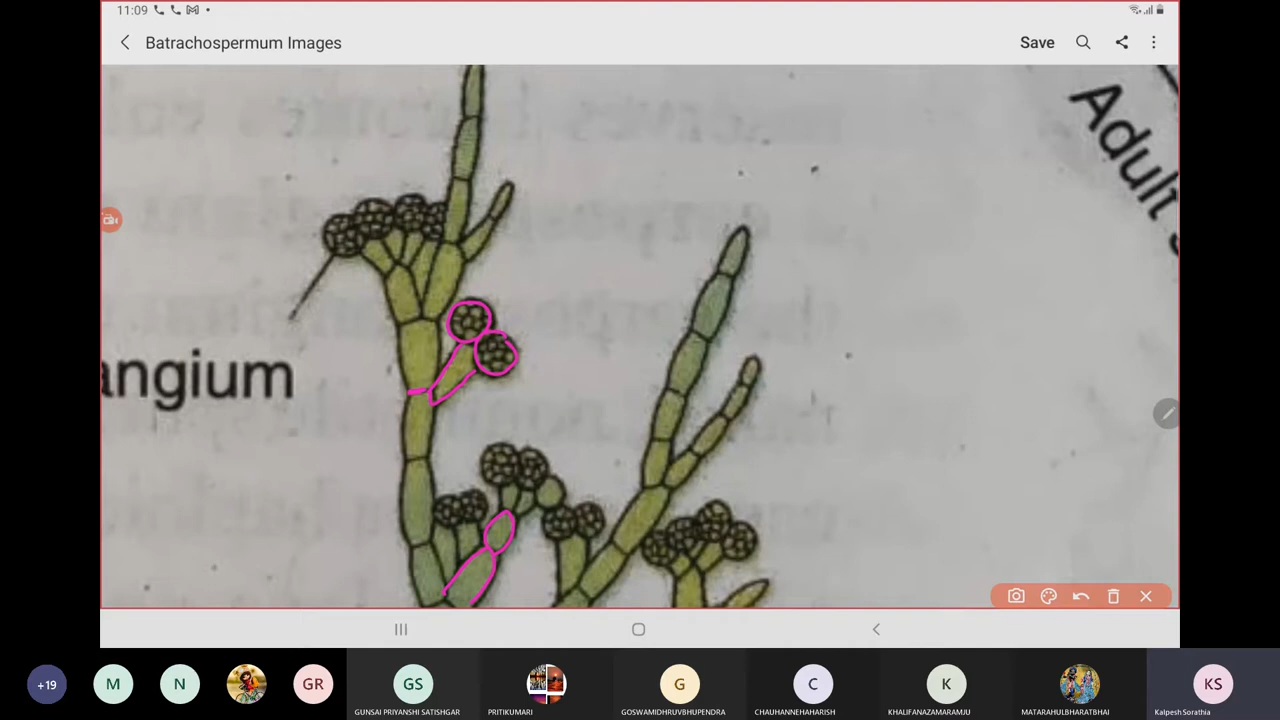 11:09
Batrachospermum Images
Save
Adult
angium
+19
M
N
GR
GS
G
C
K
KS
GUNSAI PRIYANSHI SATISHGAR
PRITIKUMARI
GOSWAMIDHRUVBHUPENDRA
CHAUHANNEHAHARISH
KHALIFANAZAMARAMJU
MATARAHULBHARATBHAI
Kalpesh Sorathia